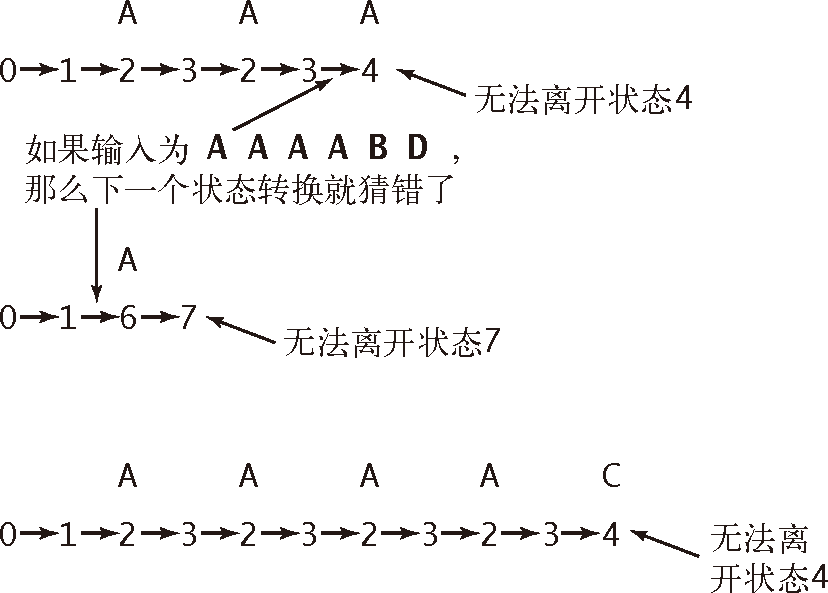 A A A
0 1 2 3 2 3 4
无法离开状态4
如果输入为 A A A A B D ,
那么下一个状态转换就猜错了
A
0 1 6 7
无法离开状态7
A A A A C
0 1 2 3 2 3 2 3 2 3 4
无法离
开状态4